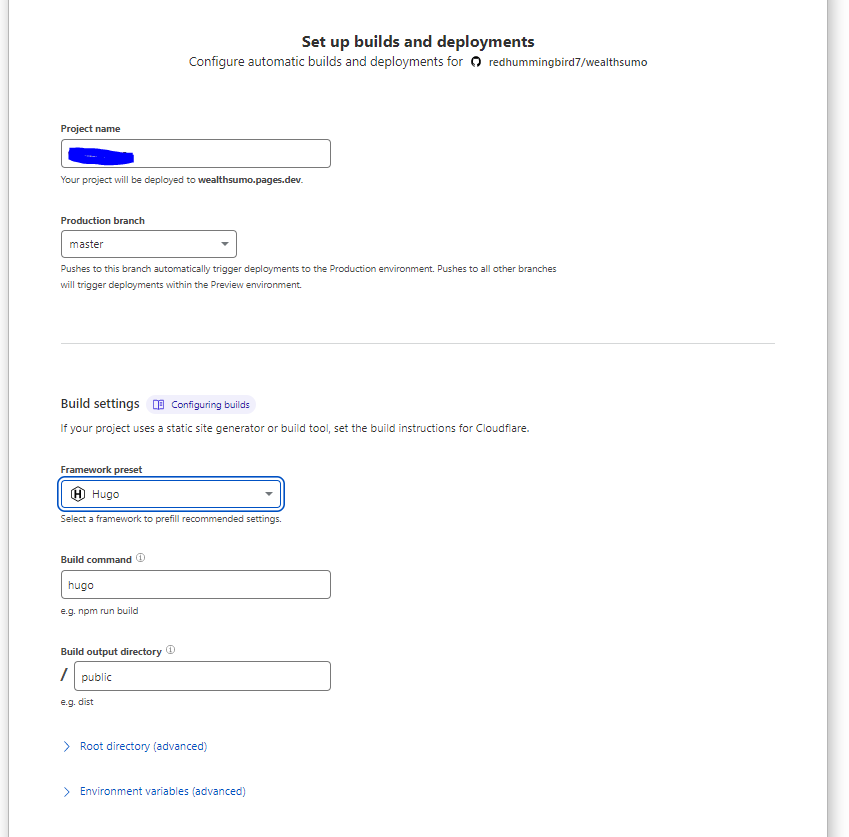 Set up builds and deployments
Configure automatic builds and deployments for redhummingbird7/wealthsumo
Project name
Your project will be deployed to wealthsumo.pages.dev.
Production branch
master
Pushes to this branch automatically trigger deployments to the Production environment. Pushes to all other branches
will trigger deployments within the Preview environment.
Build settings Configuring builds
If your project uses a static site generator or build tool, set the build instructions for Cloudflare.
Framework preset
Hugo
Select a framework to prefill recommended settings.
Build command
hugo
e.g. npm run build
Build output directory
/ public
e.g. dist
Root directory (advanced)
Environment variables (advanced)